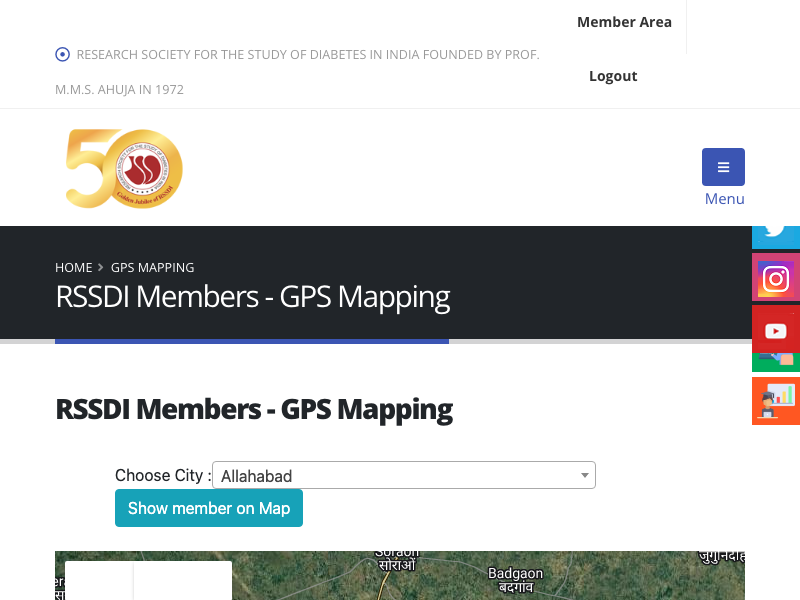 Member Area
RESEARCH SOCIETY FOR THE STUDY OF DIABETES IN INDIA FOUNDED BY PROF.
M.M.S. AHUJA IN 1972
Logout
50
Golden Jubilee of RSSDI
Menu
HOME > GPS MAPPING
RSSDI Members - GPS Mapping
RSSDI Members - GPS Mapping
Choose City : Allahabad
Show member on Map
Soraon
सोराओं
Badgaon
बदगांव